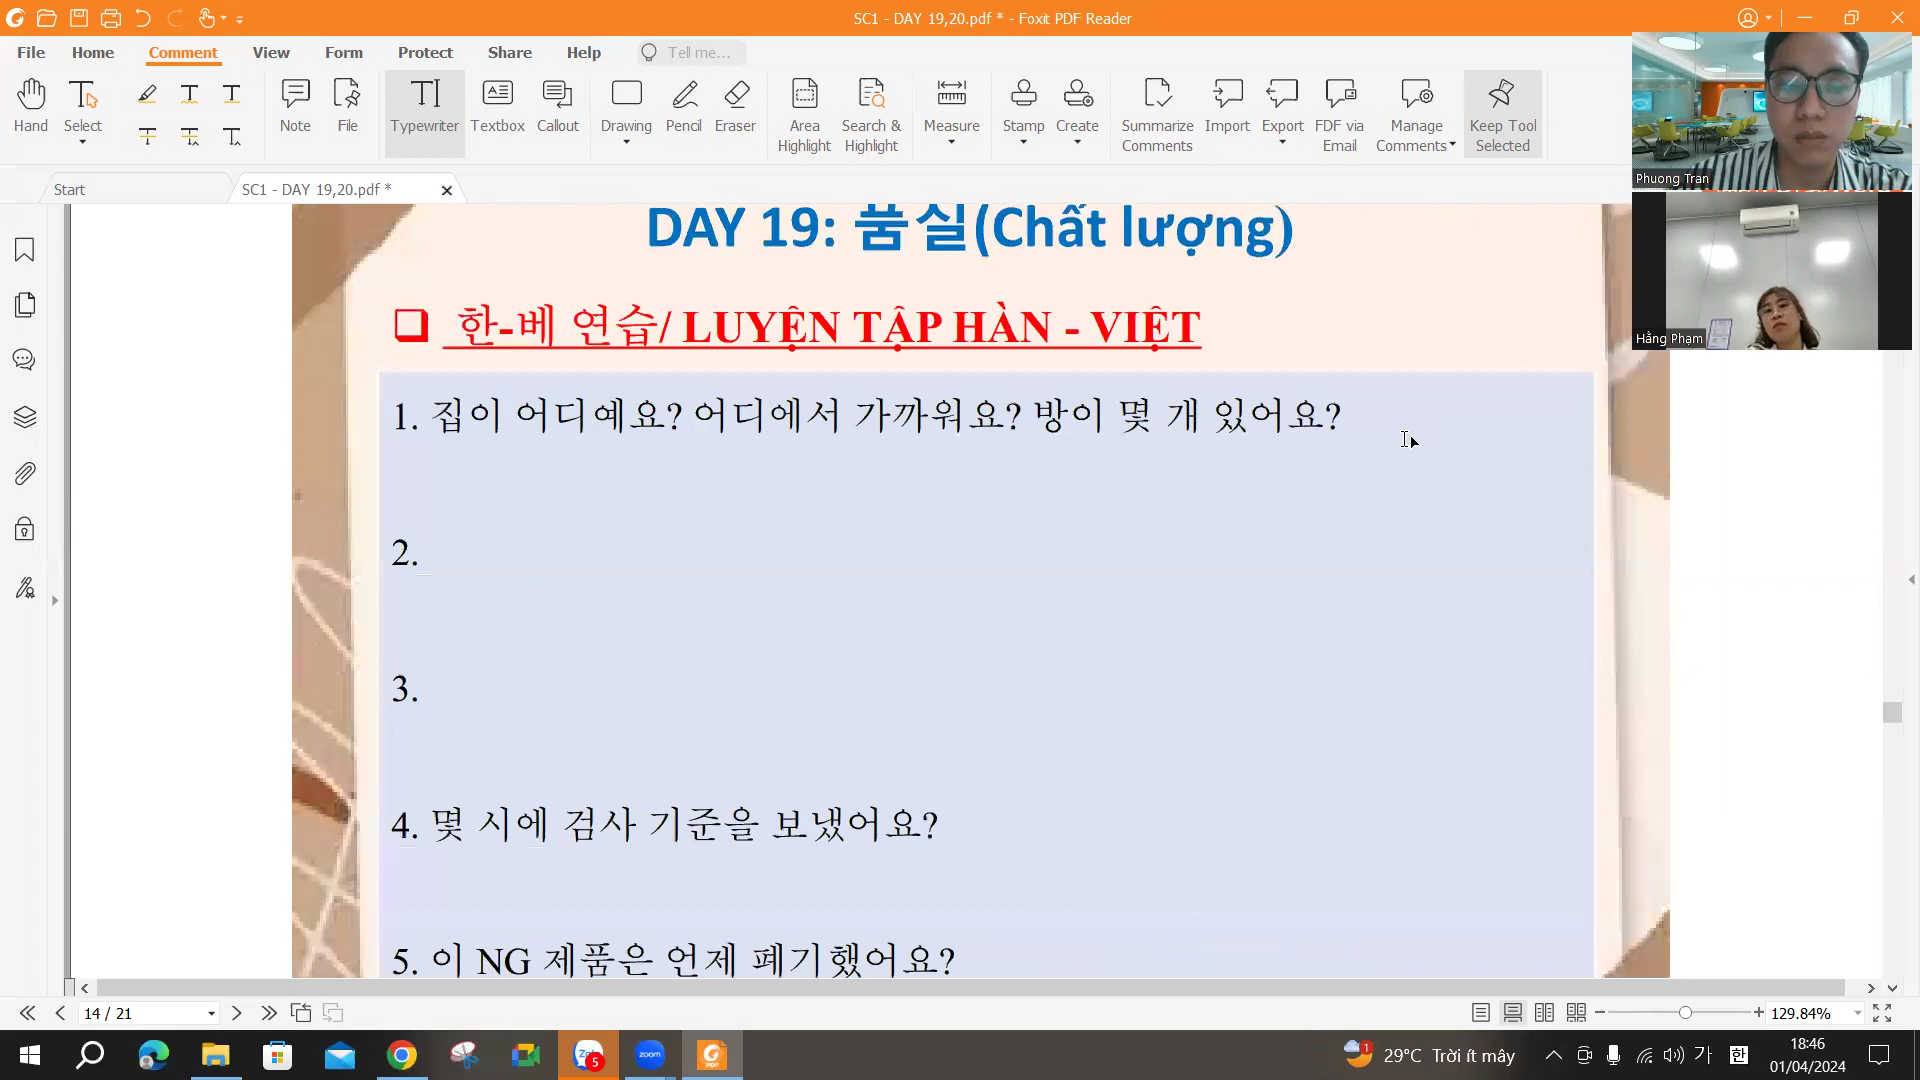 SC1 - DAY 19,20.pdf * - Foxit PDF Reader
File Home Comment View Form Protect Share Help Tell me...
Hand Select Note File Typewriter Textbox Callout Drawing Pencil Eraser Area Highlight Search & Highlight Measure Stamp Create Summarize Comments Import Export FDF via Email Manage Comments Keep Tool Selected
Phuong Tran
Start SC1 - DAY 19,20.pdf *
DAY 19: 품실(Chất lượng)
한-베 연습/ LUYỆN TẬP HÀN - VIỆT
Hằng Phạm
1. 집이 어디예요? 어디에서 가까워요? 방이 몇 개 있어요?
2.
3.
4. 몇 시에 검사 기준을 보냈어요?
5. 이 NG 제품은 언제 폐기했어요?
14 / 21
129.84%
5
zoom
1
29°C Trời ít mây
가
한
18:46
01/04/2024